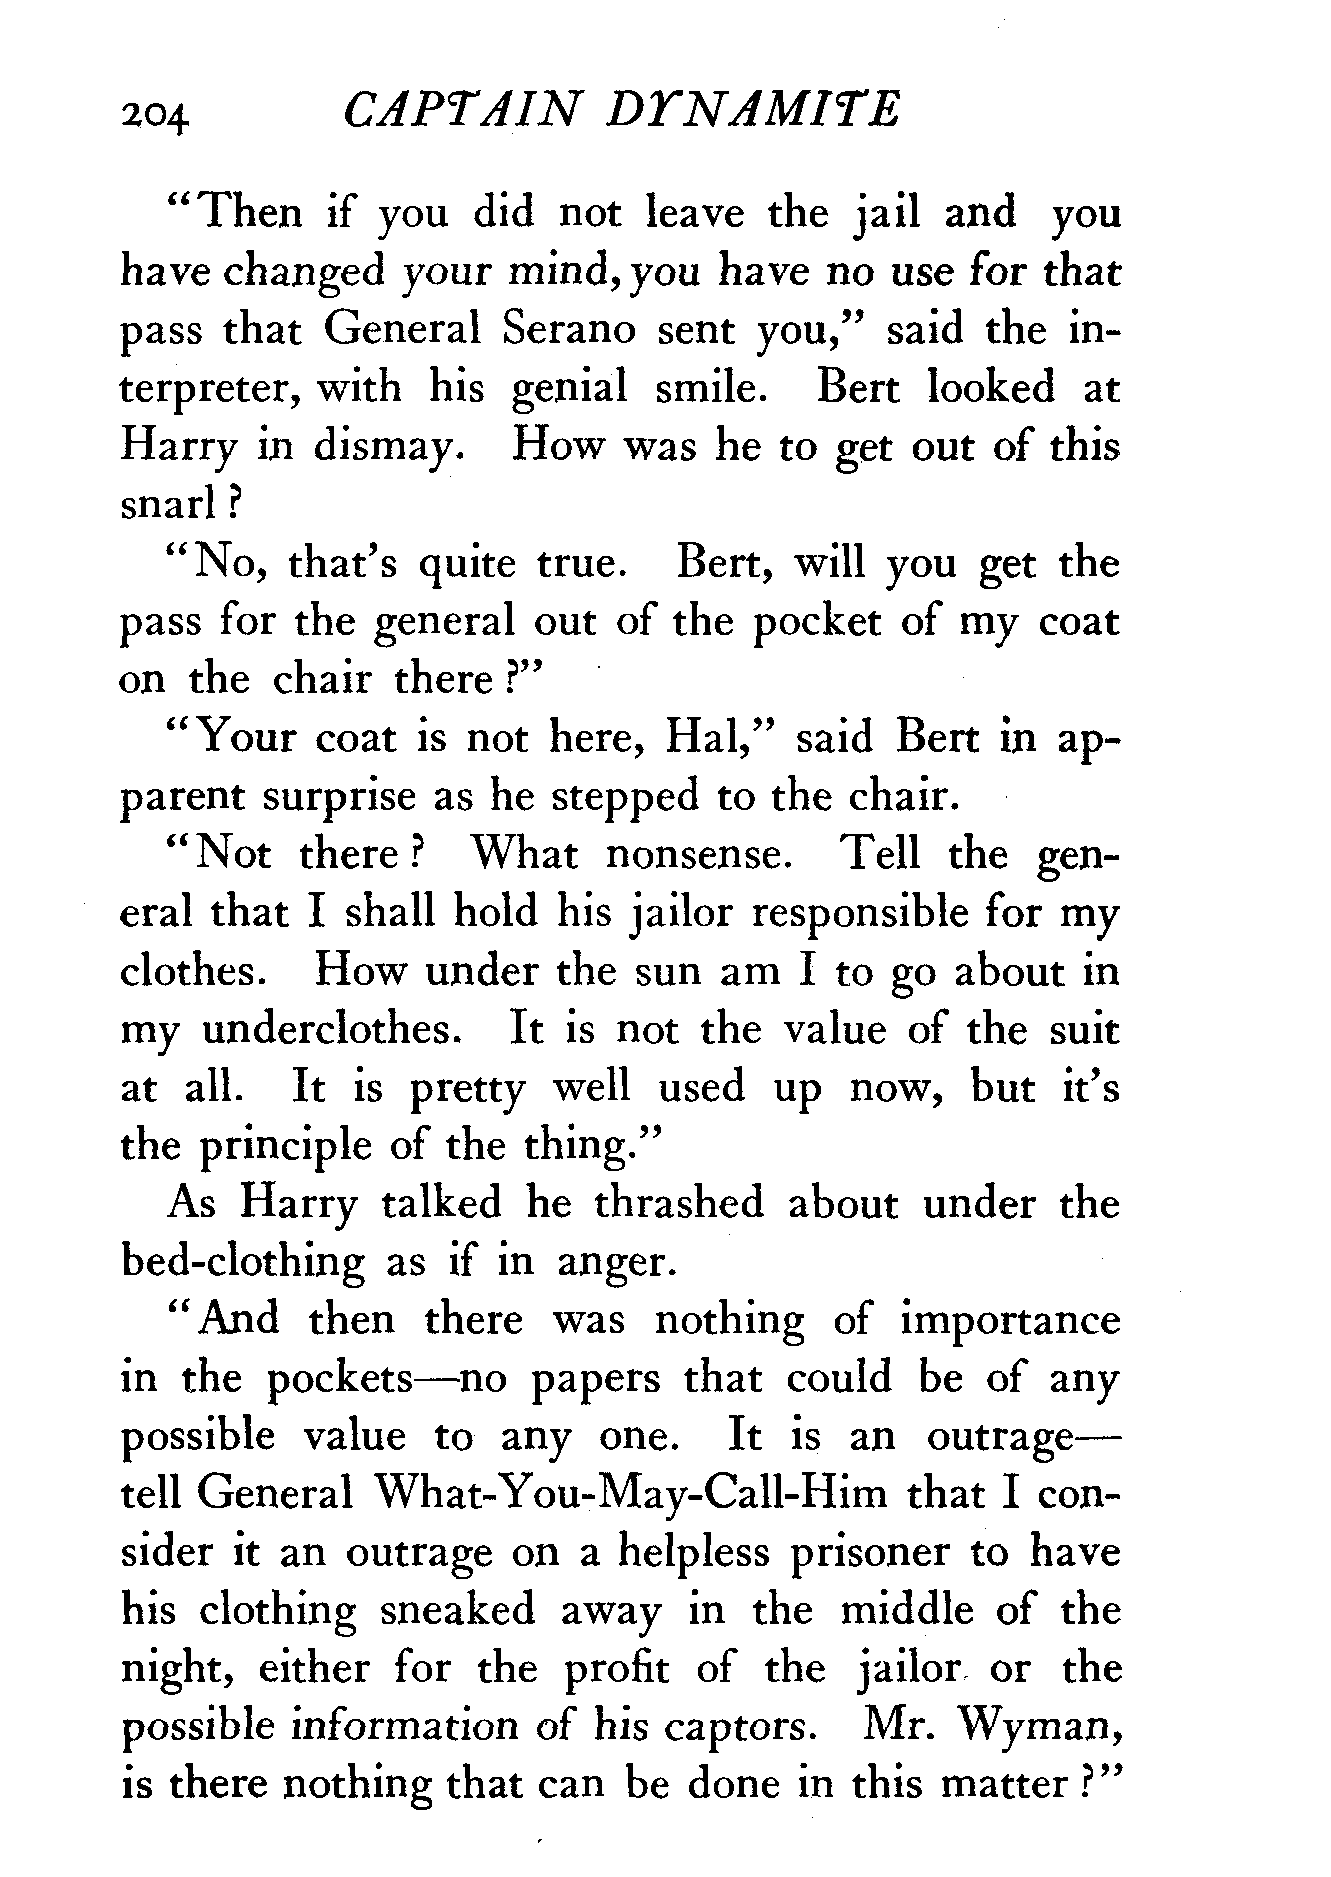 204 CAPTAIN DYNAMITE
“Then if you did not leave the jail and you
have changed your mind, you have no use for that
pass that General Serano sent you,” said the in-
terpreter, with his genial smile. Bert looked at
Harry in dismay. How was he to get out of this
snarl?
“No, that’s quite true. Bert, will you get the
pass for the general out of the pocket of my coat
on the chair there?”
“Your coat is not here, Hal,” said Bert in ap-
parent surprise as he stepped to the chair.
“Not there? What nonsense. Tell the gen-
eral that I shall hold his jailor responsible for my
clothes. How under the sun am I to go about in
my underclothes. It is not the value of the suit
at all. It is pretty well used up now, but it’s
the principle of the thing.”
As Harry talked he thrashed about under the
bed-clothing as if in anger.
“And then there was nothing of importance
in the pockets—no papers that could be of any
possible value to any one. It is an outrage—
tell General What-You-May-Call-Him that I con-
sider it an outrage on a helpless prisoner to have
his clothing sneaked away in the middle of the
night, either for the profit of the jailor or the
possible information of his captors. Mr. Wyman,
is there nothing that can be done in this matter?”